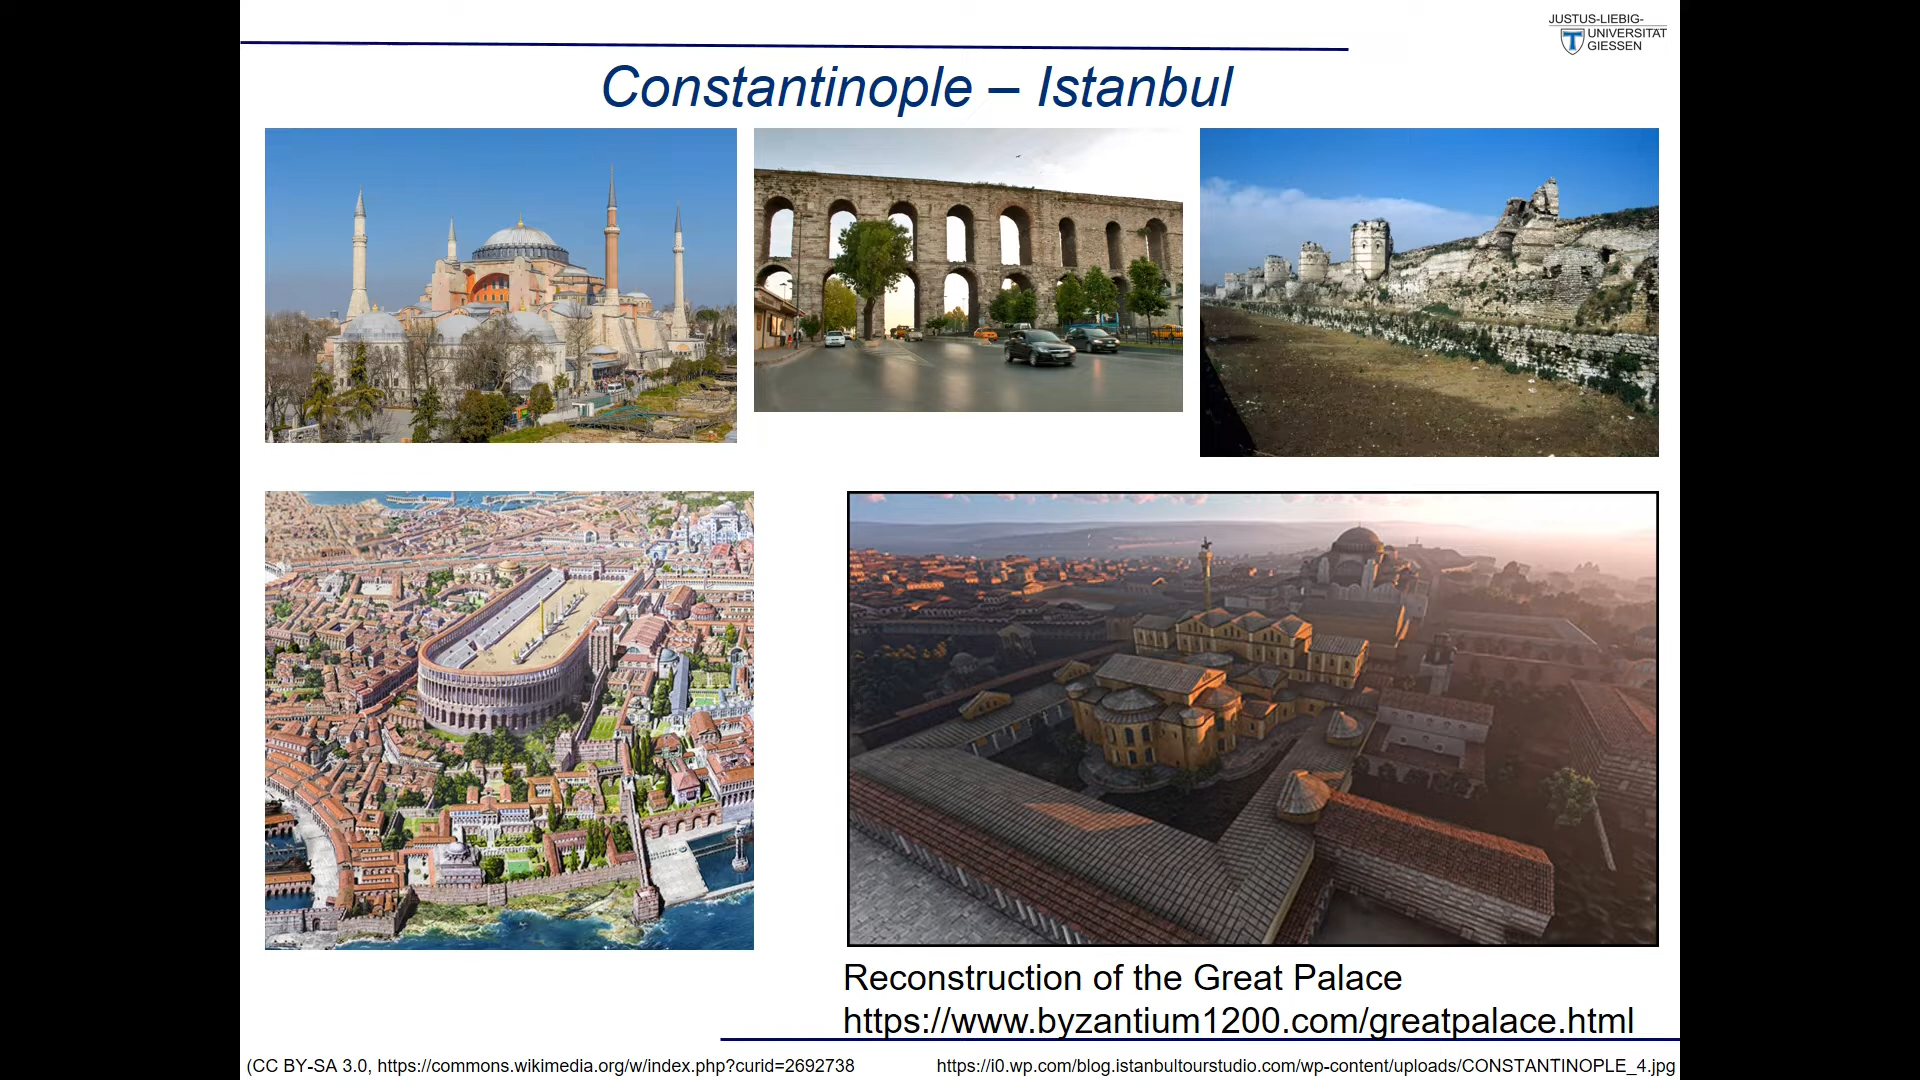 JUSTUS-LIEBIG-
UNIVERSITAT
GIESSEN
Constantinople – Istanbul
Reconstruction of the Great Palace
https://www.byzantium1200.com/greatpalace.html
(CC BY-SA 3.0, https://commons.wikimedia.org/w/index.php?curid=2692738
https://i0.wp.com/blog.istanbultourstudio.com/wp-content/uploads/CONSTANTINOPLE_4.jpg